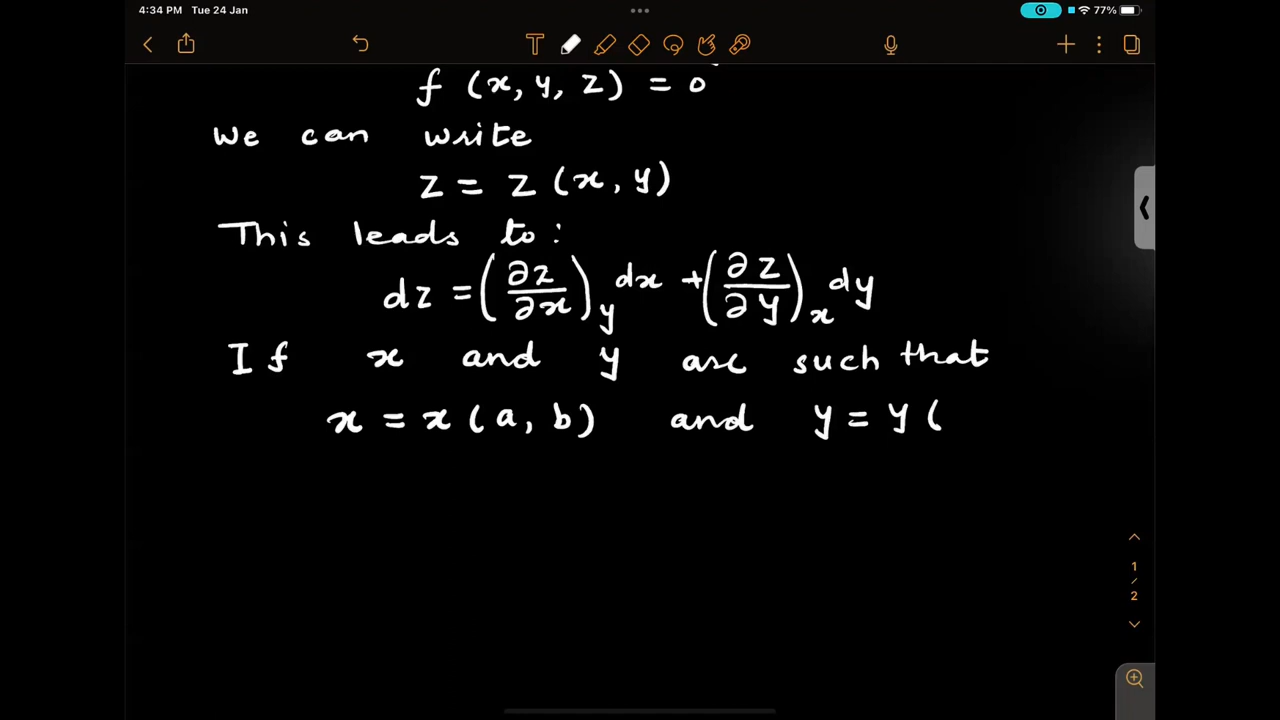 4:34 PM Tue 24 Jan
77%
f (x, y, z) = 0
We can write
z = z (x, y)
This leads to:
dz = (∂z/∂x)_y dx + (∂z/∂y)_x dy
If x and y are such that
x = x (a, b) and y = y (
1
/
2